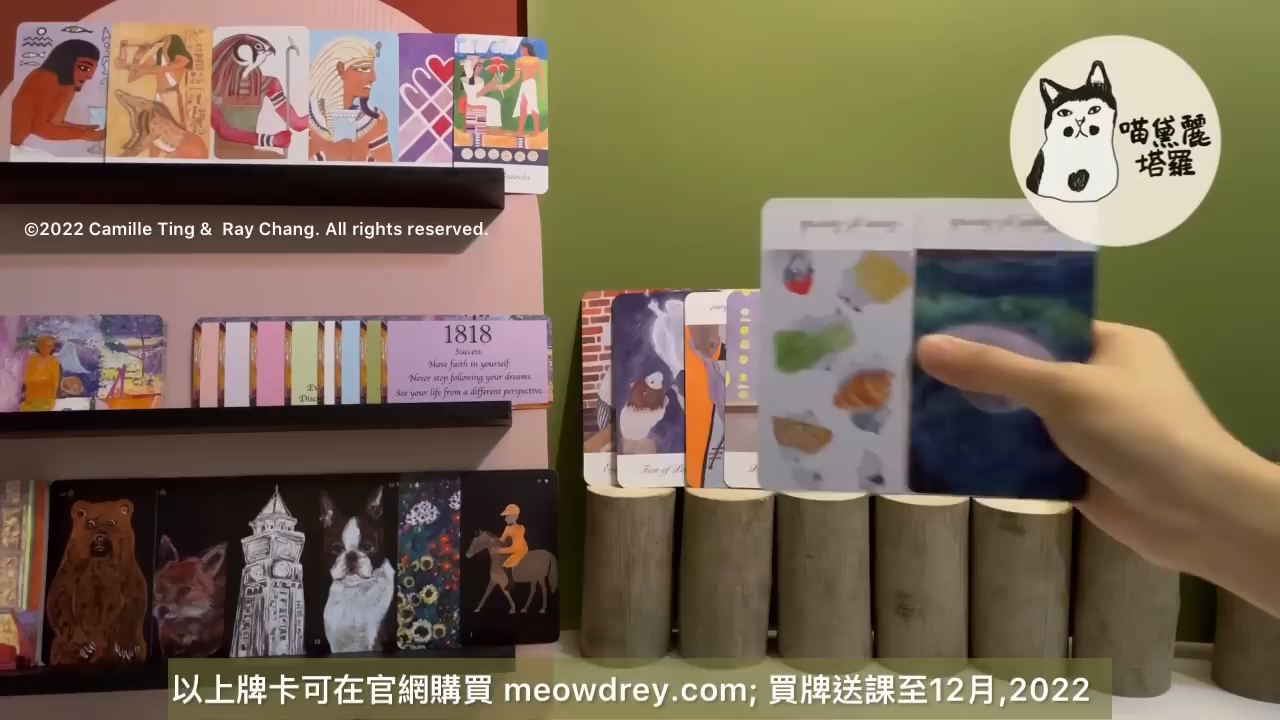 喵黛麗
塔羅
©2022 Camille Ting & Ray Chang. All rights reserved.
1818
Success
Have faith in yourself.
Never stop following your dreams.
See your life from a different perspective.
以上牌卡可在官網購買 meowdrey.com; 買牌送課至12月,2022